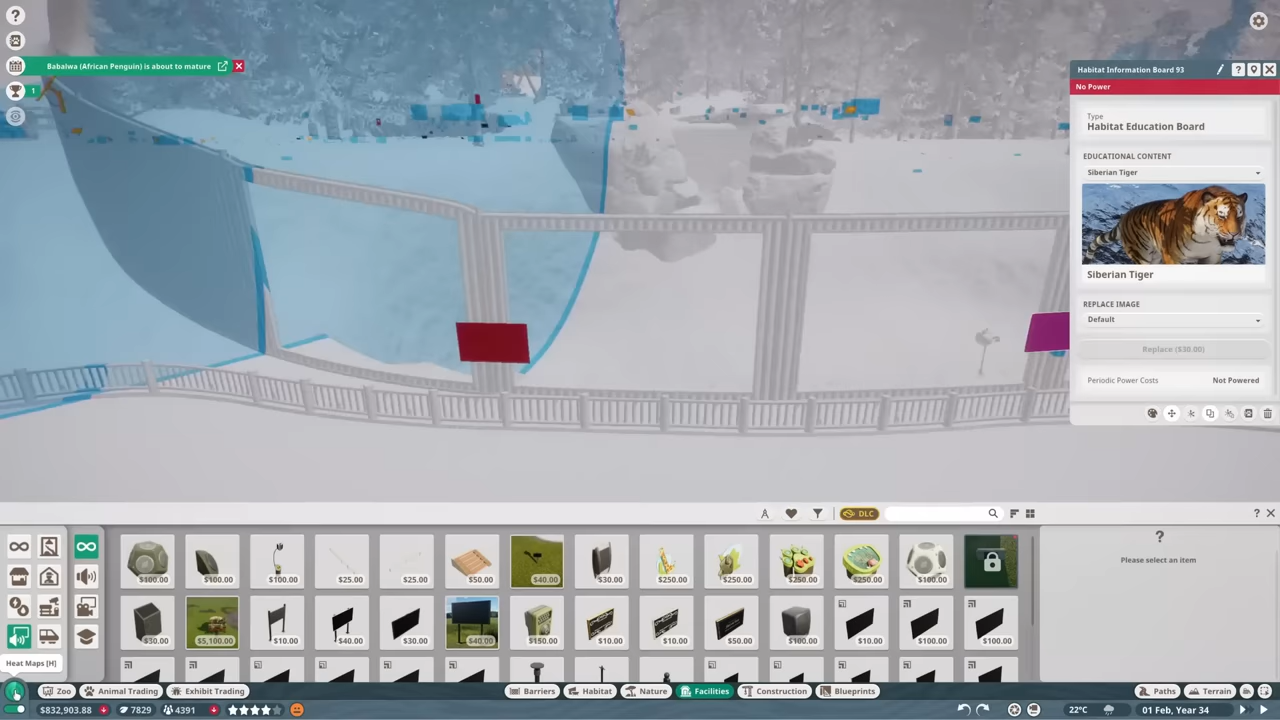 Babaiwa (African Penguin) is about to mature
1
Habitat Information Board 93
?
No Power
Type
Habitat Education Board
EDUCATIONAL CONTENT
Siberian Tiger
Siberian Tiger
REPLACE IMAGE
Default
Replace ($30.00)
Periodic Power Costs Not Powered
DLC
?
Please select an item
$100.00 $100.00 $100.00 $25.00 $25.00 $50.00 $40.00 $30.00 $250.00 $250.00 $250.00 $250.00 $100.00
$30.00 $5,100.00 $10.00 $40.00 $30.00 $40.00 $150.00 $10.00 $10.00 $50.00 $100.00 $100.00 $100.00 $100.00
Heat Maps [H]
Zoo Animal Trading Exhibit Trading Barriers Habitat Nature Facilities Construction Blueprints Paths Terrain
$832,903.88 7829 4391 22°C 01 Feb, Year 34